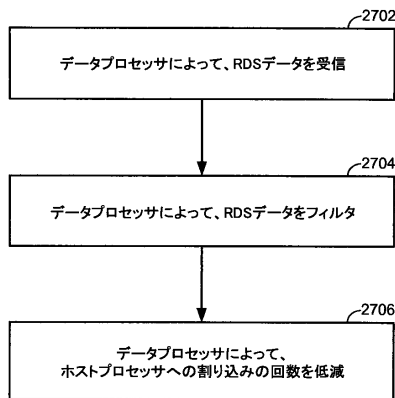 2702
データプロセッサによって、RDSデータを受信
2704
データプロセッサによって、RDSデータをフィルタ
2706
データプロセッサによって、
ホストプロセッサへの割り込みの回数を低減